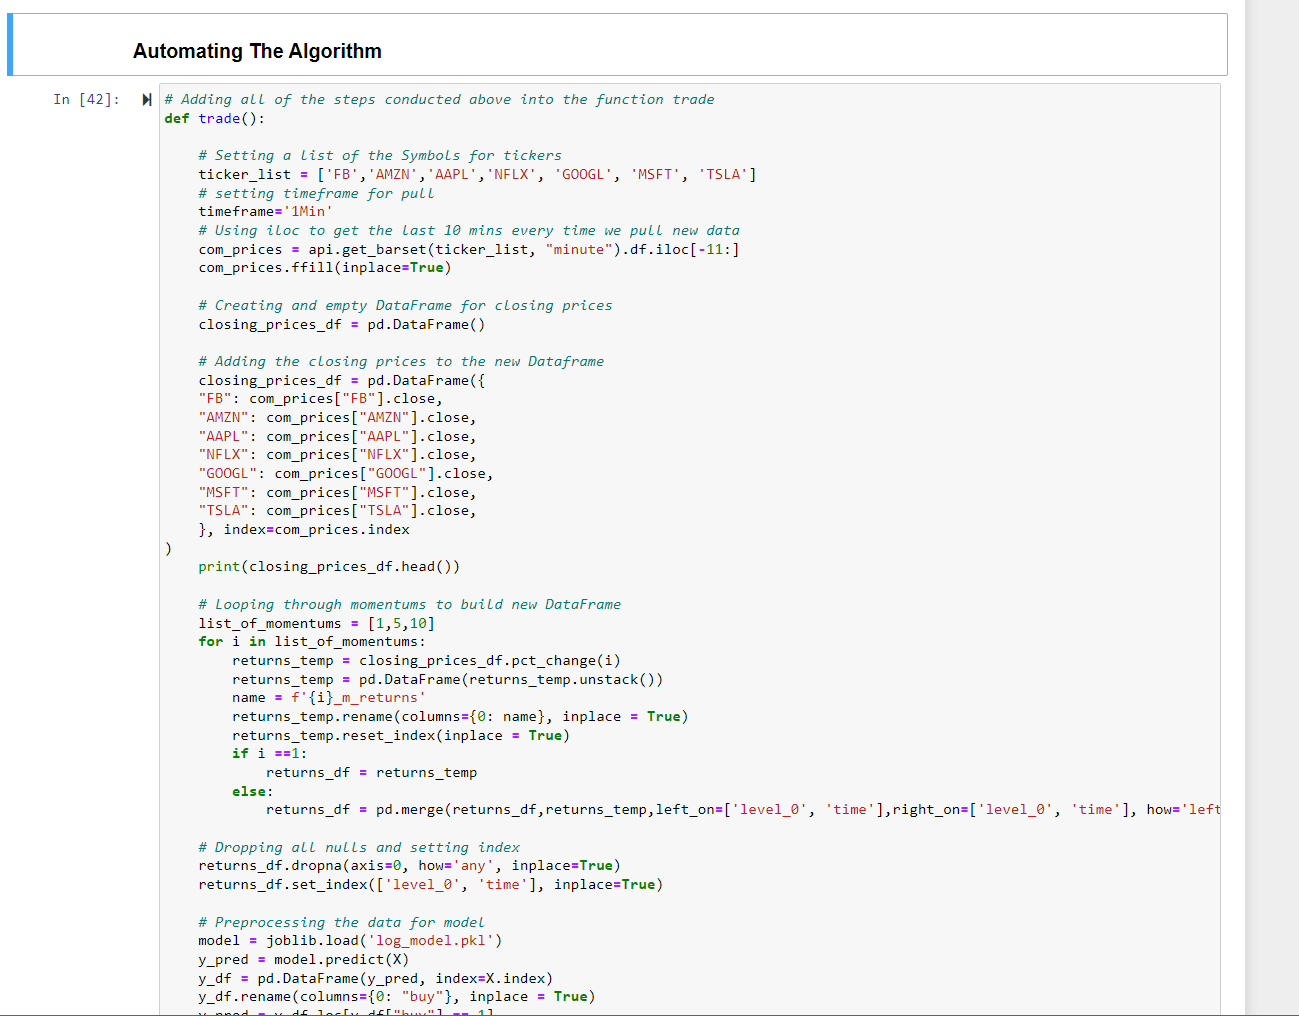 Automating The Algorithm
In [42]:
# Adding all of the steps conducted above into the function trade
def trade():
# Setting a list of the Symbols for tickers
ticker_list = ['FB','AMZN','AAPL','NFLX', 'GOOGL', 'MSFT', 'TSLA']
# setting timeframe for pull
timeframe='1Min'
# Using iloc to get the last 10 mins every time we pull new data
com_prices = api.get_barset(ticker_list, "minute").df.iloc[-11:]
com_prices.ffill(inplace=True)
# Creating and empty DataFrame for closing prices
closing_prices_df = pd.DataFrame()
# Adding the closing prices to the new Dataframe
closing_prices_df = pd.DataFrame({
"FB": com_prices["FB"].close,
"AMZN": com_prices["AMZN"].close,
"AAPL": com_prices["AAPL"].close,
"NFLX": com_prices["NFLX"].close,
"GOOGL": com_prices["GOOGL"].close,
"MSFT": com_prices["MSFT"].close,
"TSLA": com_prices["TSLA"].close,
}, index=com_prices.index
)
print(closing_prices_df.head())
# Looping through momentums to build new DataFrame
list_of_momentums = [1,5,10]
for i in list_of_momentums:
returns_temp = closing_prices_df.pct_change(i)
returns_temp = pd.DataFrame(returns_temp.unstack())
name = f'{i}_m_returns'
returns_temp.rename(columns={0: name}, inplace = True)
returns_temp.reset_index(inplace = True)
if i ==1:
returns_df = returns_temp
else:
returns_df = pd.merge(returns_df,returns_temp,left_on=['level_0', 'time'],right_on=['level_0', 'time'], how='left
# Dropping all nulls and setting index
returns_df.dropna(axis=0, how='any', inplace=True)
returns_df.set_index(['level_0', 'time'], inplace=True)
# Preprocessing the data for model
model = joblib.load('log_model.pkl')
y_pred = model.predict(X)
y_df = pd.DataFrame(y_pred, index=X.index)
y_df.rename(columns={0: "buy"}, inplace = True)
y_pred = y_df.loc[y_df["buy"] == 1]